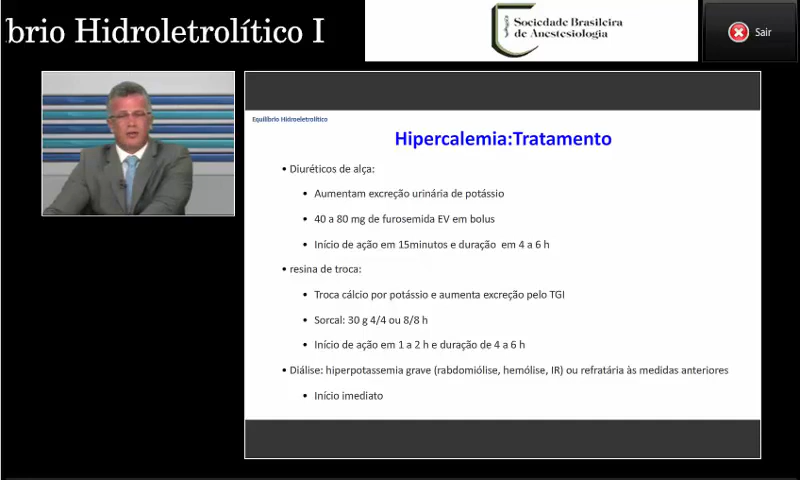 brio Hidroletrolítico I
Sociedade Brasileira
de Anestesiologia
Sair
Equilíbrio Hidroeletrolítico
Hipercalemia:Tratamento
• Diuréticos de alça:
• Aumentam excreção urinária de potássio
• 40 a 80 mg de furosemida EV em bolus
• Início de ação em 15minutos e duração em 4 a 6 h
• resina de troca:
• Troca cálcio por potássio e aumenta excreção pelo TGI
• Sorcal: 30 g 4/4 ou 8/8 h
• Início de ação em 1 a 2 h e duração de 4 a 6 h
• Diálise: hiperpotassemia grave (rabdomiólise, hemólise, IR) ou refratária às medidas anteriores
• Início imediato